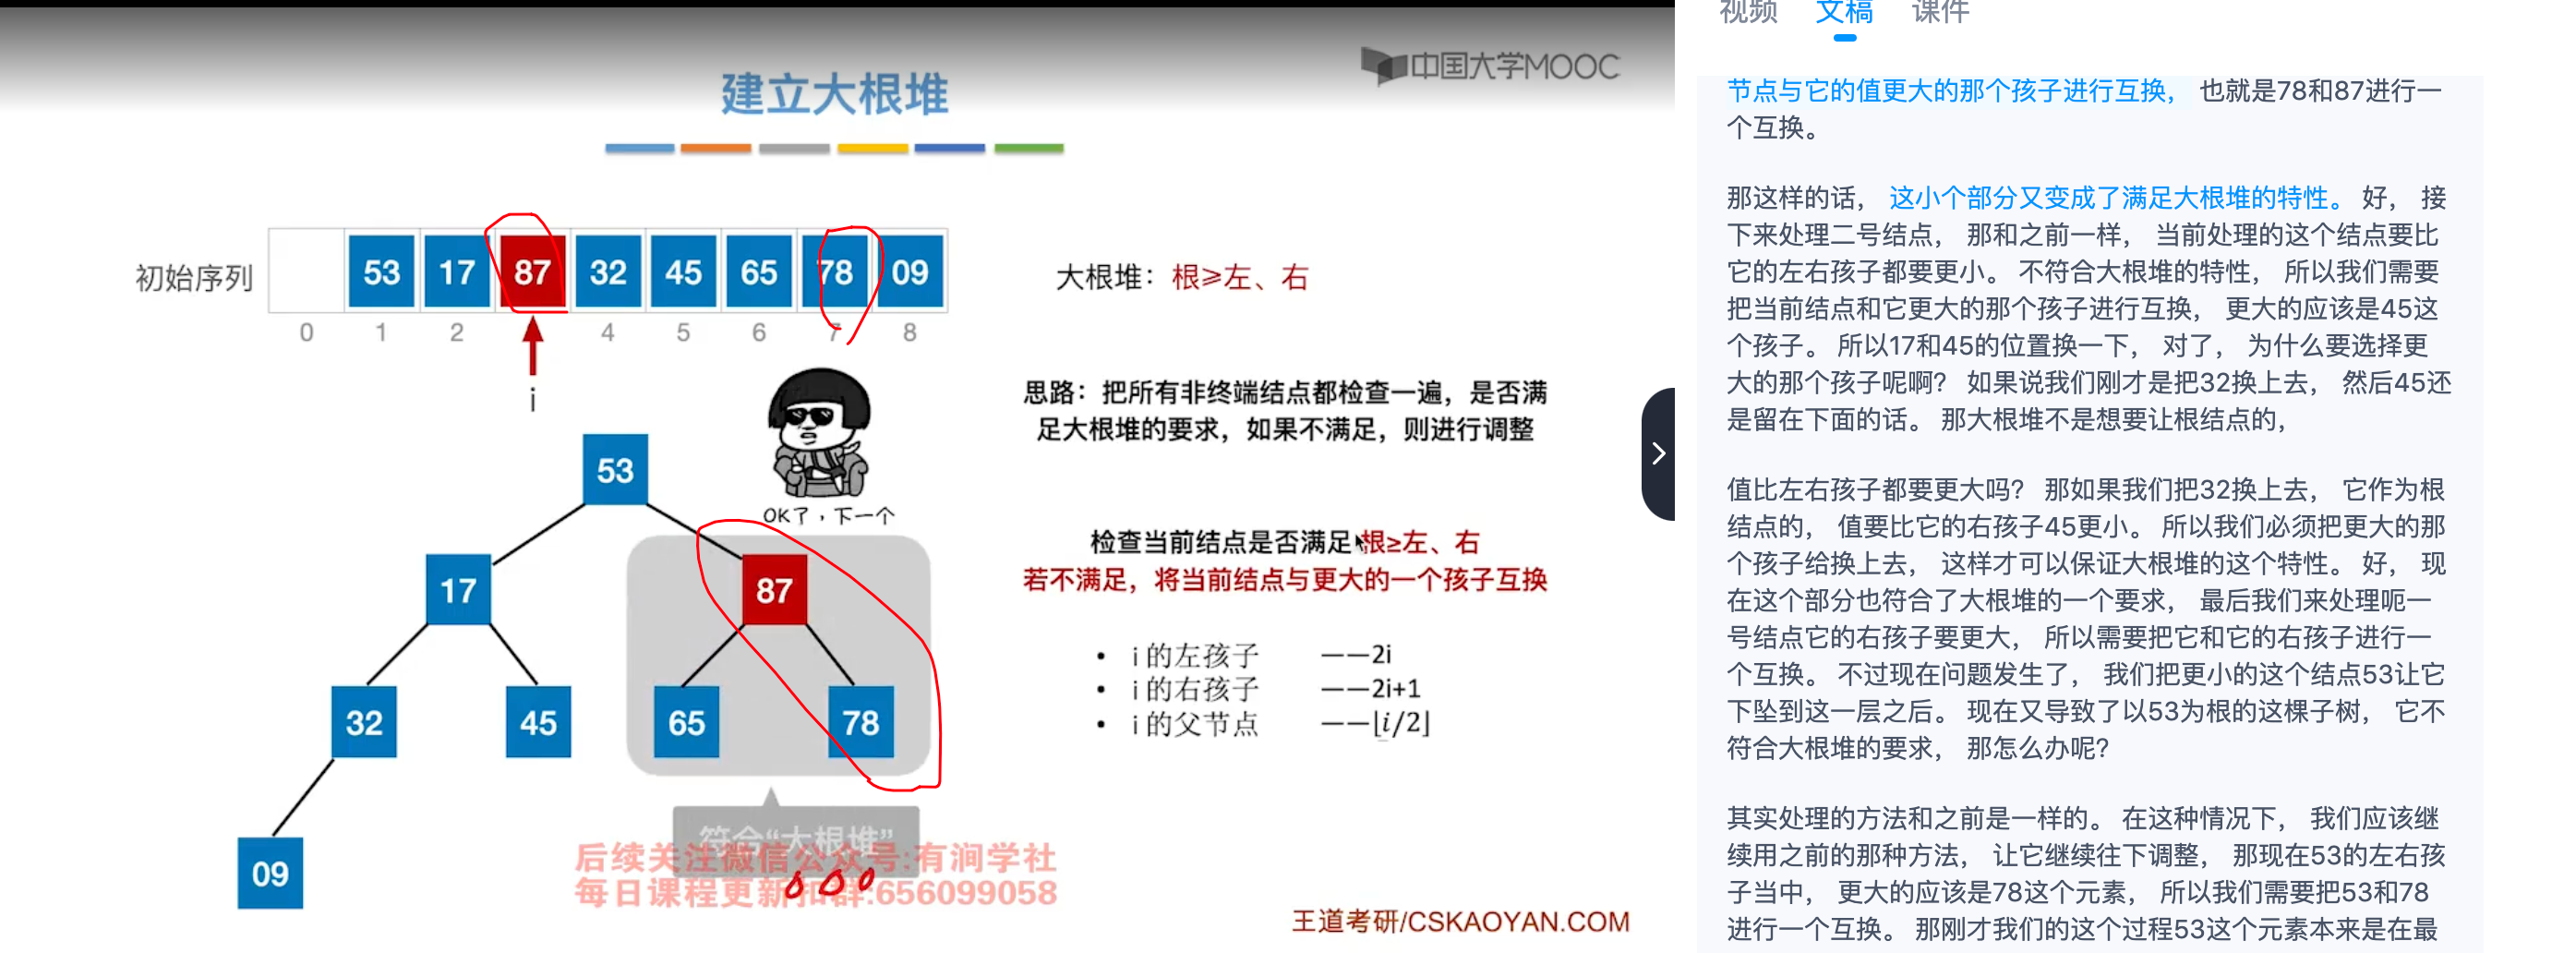 建立大根堆
中国大学MOOC
初始序列
53 17 87 32 45 65 78 09
0 1 2 4 5 6 7 8
i
大根堆：根≥左、右
思路：把所有非终端结点都检查一遍，是否满
足大根堆的要求，如果不满足，则进行调整
OK了，下一个
检查当前结点是否满足 根≥左、右
若不满足，将当前结点与更大的一个孩子互换
• i 的左孩子 ——2i
• i 的右孩子 ——2i+1
• i 的父节点 ——⌊i/2⌋
53
17
87
32
45
65
78
09
符合“大根堆”
后续关注微信公众号:有涧学社
每日课程更新扣群:656099058
王道考研/CSKAOYAN.COM
视频 文稿 课件
节点与它的值更大的那个孩子进行互换， 也就是78和87进行一
个互换。
那这样的话， 这小个部分又变成了满足大根堆的特性。 好， 接
下来处理二号结点， 那和之前一样， 当前处理的这个结点要比
它的左右孩子都要更小。 不符合大根堆的特性， 所以我们需要
把当前结点和它更大的那个孩子进行互换， 更大的应该是45这
个孩子。 所以17和45的位置换一下， 对了， 为什么要选择更
大的那个孩子呢啊？ 如果说我们刚才是把32换上去， 然后45还
是留在下面的话。 那大根堆不是想要让根结点的，
值比左右孩子都要更大吗？ 那如果我们把32换上去， 它作为根
结点的， 值要比它的右孩子45更小。 所以我们必须把更大的那
个孩子给换上去， 这样才可以保证大根堆的这个特性。 好， 现
在这个部分也符合了大根堆的一个要求， 最后我们来处理呃一
号结点它的右孩子要更大， 所以需要把它和它的右孩子进行一
个互换。 不过现在问题发生了， 我们把更小的这个结点53让它
下坠到这一层之后。 现在又导致了以53为根的这棵子树， 它不
符合大根堆的要求， 那怎么办呢？
其实处理的方法和之前是一样的。 在这种情况下， 我们应该继
续用之前的那种方法， 让它继续往下调整， 那现在53的左右孩
子当中， 更大的应该是78这个元素， 所以我们需要把53和78
进行一个互换。 那刚才我们的这个过程53这个元素本来是在最